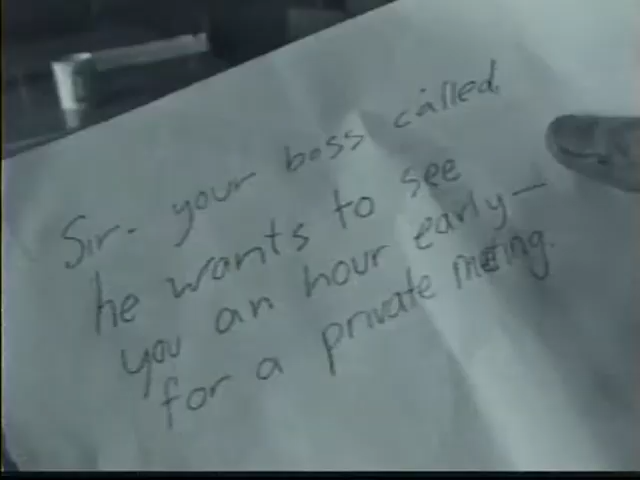 Sir- your boss called,
he wants to see
you an hour early—
for a private meeting.